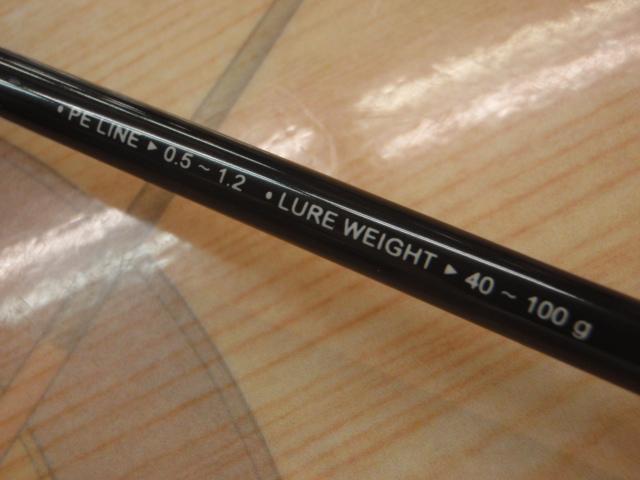 • PE LINE ▶ 0.5 ~ 1.2 • LURE WEIGHT ▶ 40 ~ 100 g